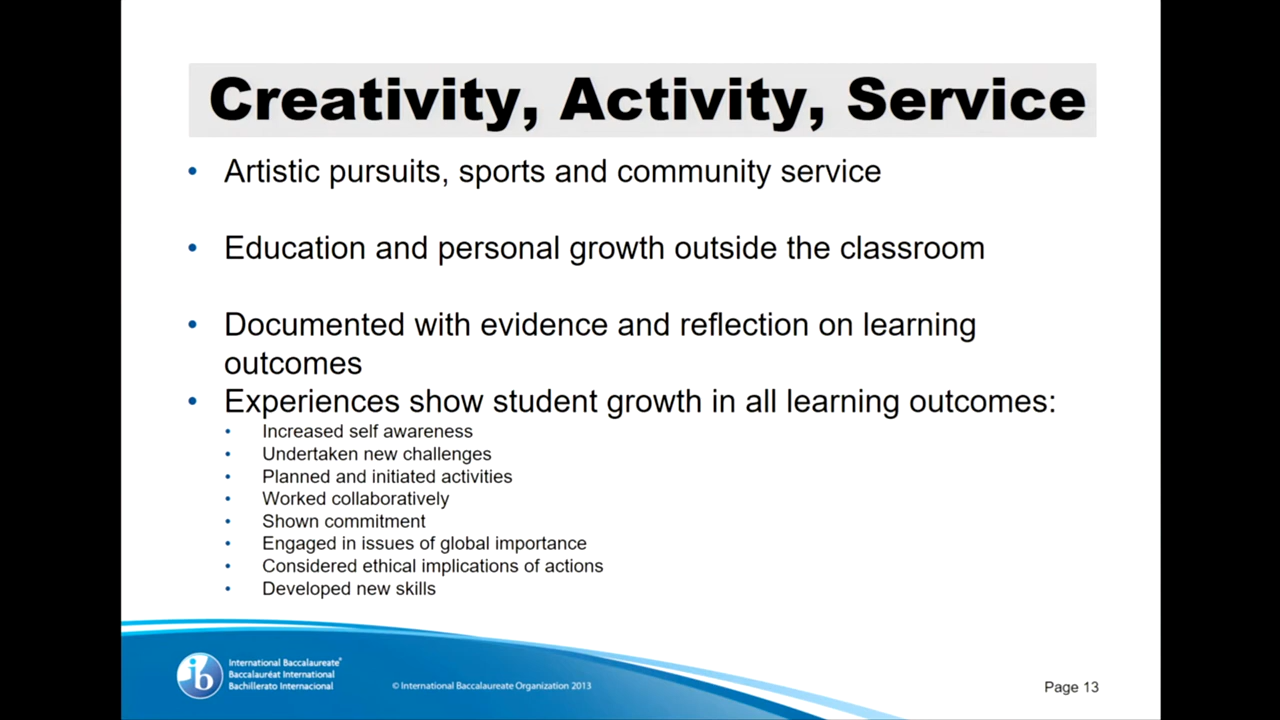 Creativity, Activity, Service
• Artistic pursuits, sports and community service
• Education and personal growth outside the classroom
• Documented with evidence and reflection on learning
outcomes
• Experiences show student growth in all learning outcomes:
• Increased self awareness
• Undertaken new challenges
• Planned and initiated activities
• Worked collaboratively
• Shown commitment
• Engaged in issues of global importance
• Considered ethical implications of actions
• Developed new skills
ib
International Baccalaureate®
Baccalauréat International
Bachillerato Internacional
© International Baccalaureate Organization 2013
Page 13